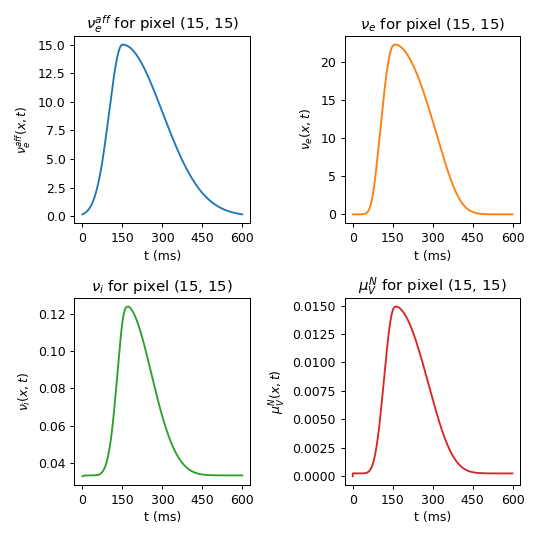 ν_e^{aff} for pixel (15, 15)
15.0
12.5
10.0
7.5
5.0
2.5
0.0
ν_e^{aff}(x, t)
0 150 300 450 600
t (ms)
ν_e for pixel (15, 15)
20
15
10
5
0
ν_e(x, t)
0 150 300 450 600
t (ms)
ν_i for pixel (15, 15)
0.12
0.10
0.08
0.06
0.04
ν_i(x, t)
0 150 300 450 600
t (ms)
μ_V^N for pixel (15, 15)
0.0150
0.0125
0.0100
0.0075
0.0050
0.0025
0.0000
μ_V^N(x, t)
0 150 300 450 600
t (ms)